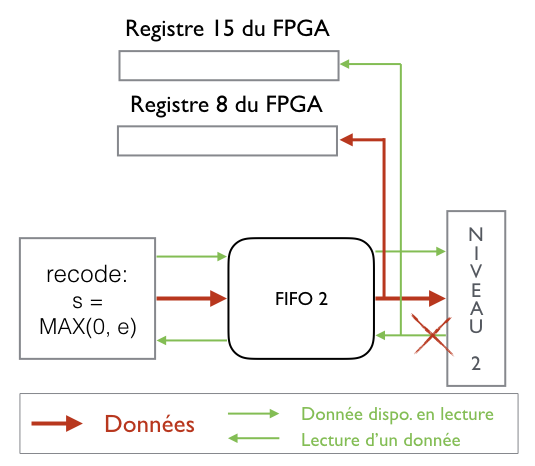 Registre 15 du FPGA
Registre 8 du FPGA
recode:
s =
MAX(0, e)
FIFO 2
NIVEAU 2
Données
Donnée dispo. en lecture
Lecture d'un donnée